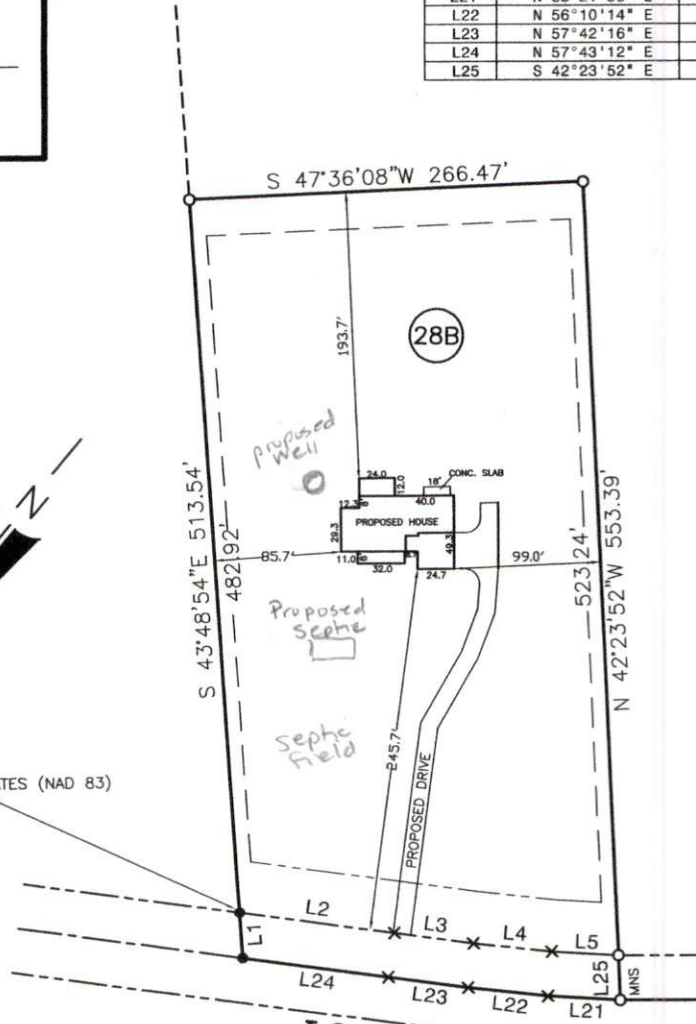 L22 N 56°10'14" E
L23 N 57°42'16" E
L24 N 57°43'12" E
L25 S 42°23'52" E
S 47°36'08"W 266.47'
193.7'
28B
proposed
well
24.0
12.0
18'
CONC. SLAB
40.0
12.3
PROPOSED HOUSE
29.3
49.3
11.0
32.0
24.7
85.7'
99.0'
S 43°48'54"E 513.54'
482.92'
523.24'
N 42°23'52"W 553.39'
N
Proposed
septic
septic
field
245.7'
PROPOSED DRIVE
TES (NAD 83)
L1
L2
L3
L4
L5
L25
MNS
L24
L23
L22
L21